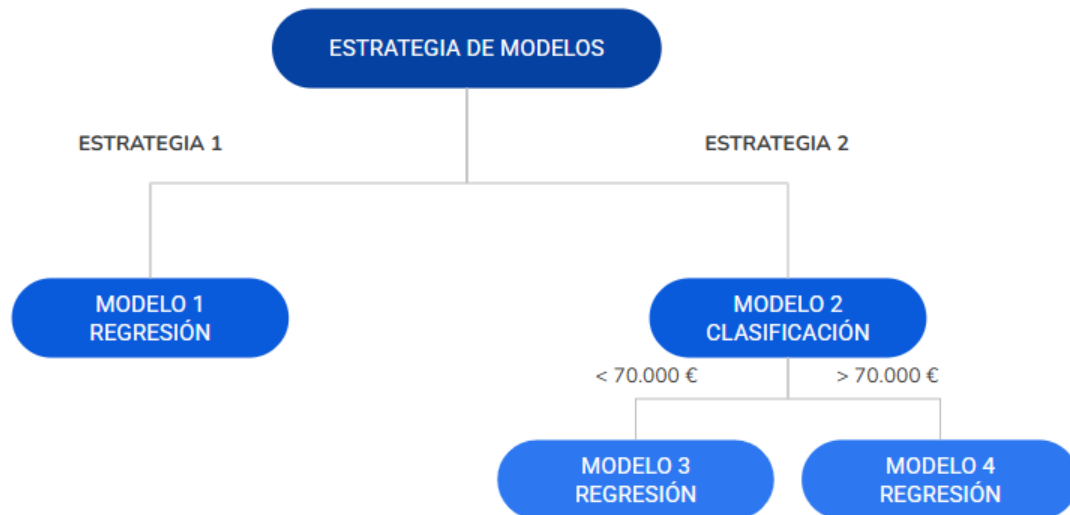 ESTRATEGIA DE MODELOS
ESTRATEGIA 1
ESTRATEGIA 2
MODELO 1
REGRESIÓN
MODELO 2
CLASIFICACIÓN
< 70.000 €
> 70.000 €
MODELO 3
REGRESIÓN
MODELO 4
REGRESIÓN